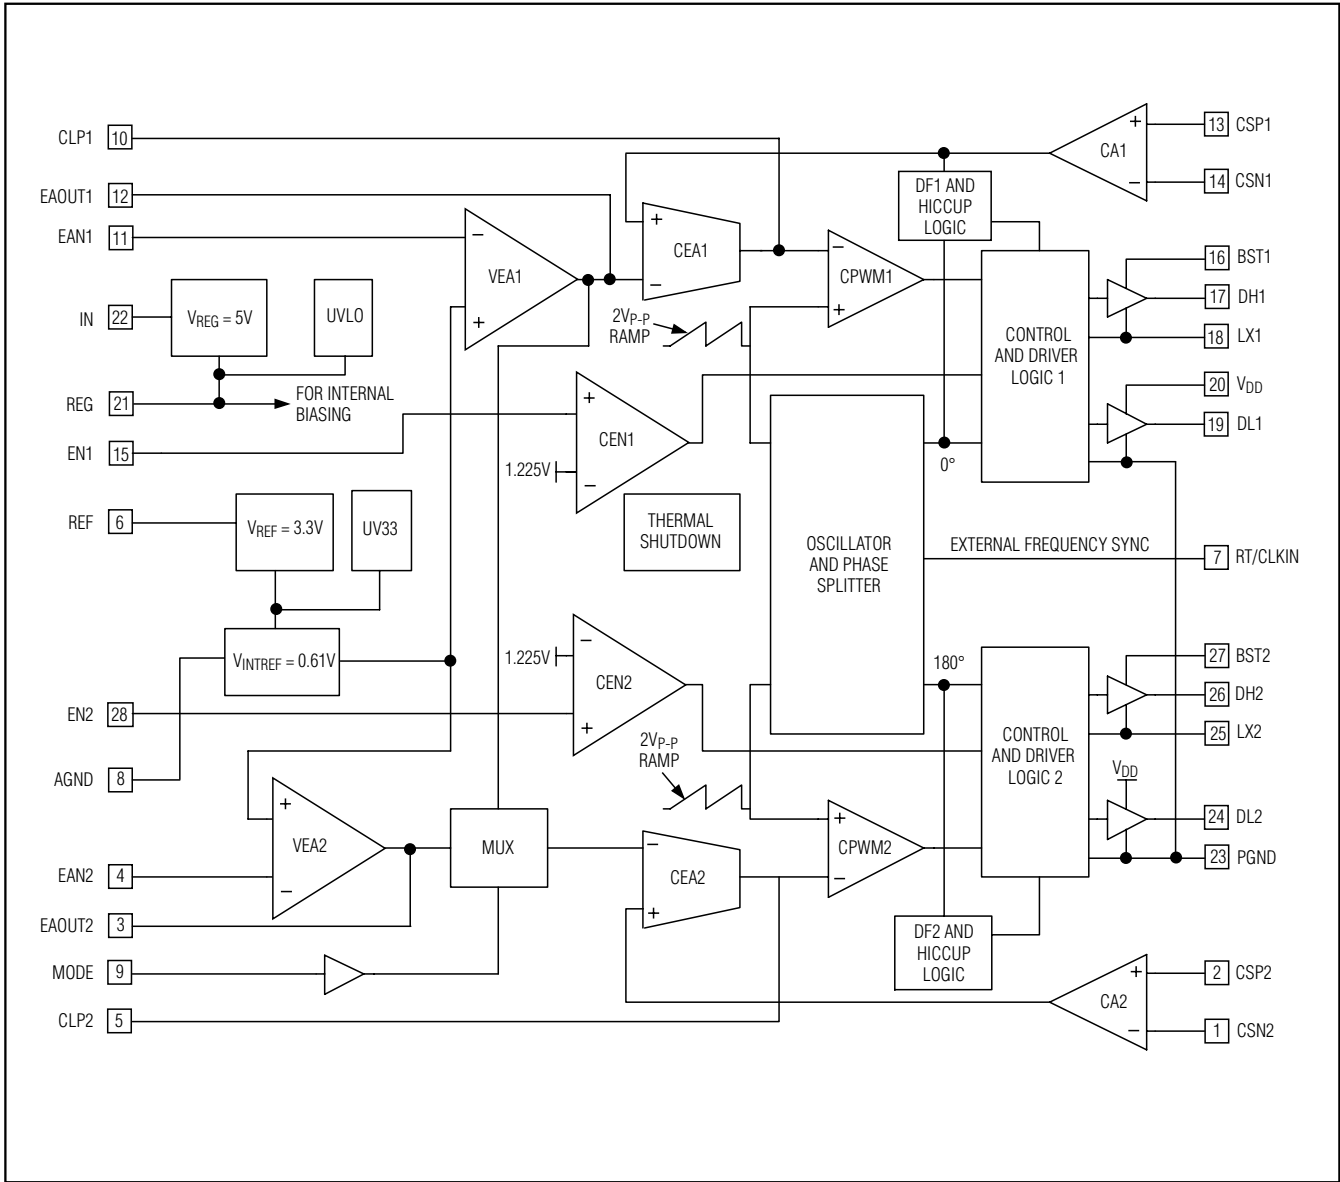 CLP1 10
13 CSP1
+
CA1
−
14 CSN1
DF1 AND
HICCUP
LOGIC
EAOUT1 12
EAN1 11
−
VEA1
+
+
CEA1
−
−
CPWM1
+
16 BST1
17 DH1
18 LX1
IN 22
VREG = 5V
UVLO
2VP-P
RAMP
CONTROL
AND DRIVER
LOGIC 1
20 VDD
19 DL1
REG 21
FOR INTERNAL
BIASING
+
CEN1
1.225V
−
EN1 15
0°
REF 6
VREF = 3.3V
UV33
THERMAL
SHUTDOWN
OSCILLATOR
AND PHASE
SPLITTER
EXTERNAL FREQUENCY SYNC
7 RT/CLKIN
VINTREF = 0.61V
−
1.225V
CEN2
+
180°
27 BST2
26 DH2
25 LX2
EN2 28
2VP-P
RAMP
CONTROL
AND DRIVER
LOGIC 2
VDD
AGND 8
+
VEA2
−
MUX
−
CEA2
+
+
CPWM2
−
24 DL2
23 PGND
EAN2 4
EAOUT2 3
DF2 AND
HICCUP
LOGIC
MODE 9
CLP2 5
+
CA2
−
2 CSP2
1 CSN2